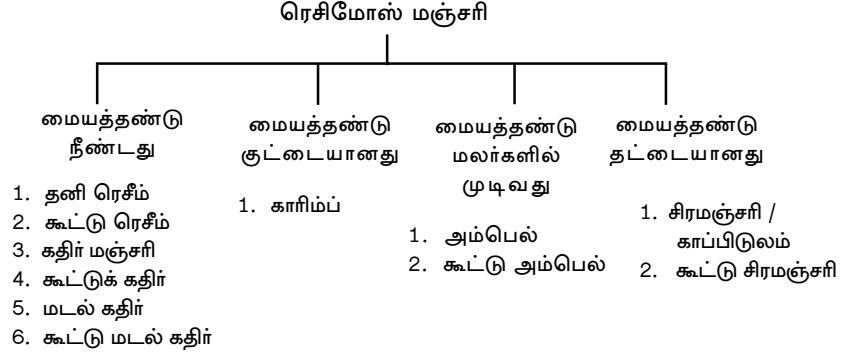 ரெசிமோஸ் மஞ்சரி
மையத்தண்டு
நீண்டது
1. தனி ரெசீம்
2. கூட்டு ரெசீம்
3. கதிர் மஞ்சரி
4. கூட்டுக் கதிர்
5. மடல் கதிர்
6. கூட்டு மடல் கதிர்
மையத்தண்டு
குட்டையானது
1. காரிம்ப்
மையத்தண்டு
மலர்களில்
முடிவது
1. அம்பெல்
2. கூட்டு அம்பெல்
மையத்தண்டு
தட்டையானது
1. சிரமஞ்சரி /
காப்பிடுலம்
2. கூட்டு சிரமஞ்சரி